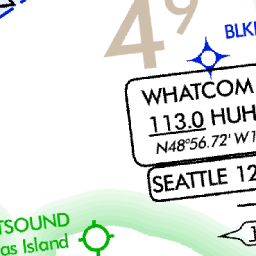 4⁹
BLK
WHATCOM
113.0 HUH
N48°56.72' W1
SEATTLE 12
TSOUND
as Island